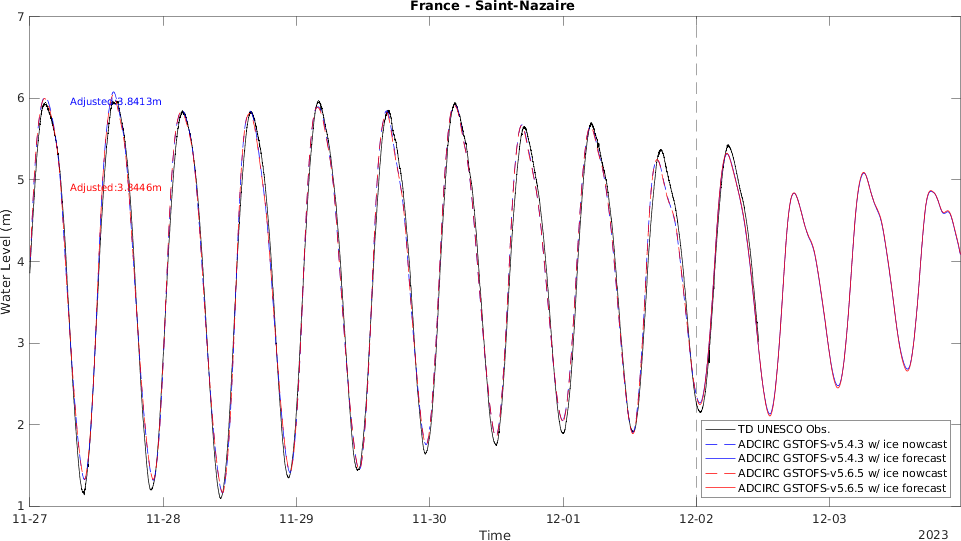 France - Saint-Nazaire
7
6
5
4
3
2
1
Water Level (m)
Adjusted:3.8413m
Adjusted:3.8446m
TD UNESCO Obs.
ADCIRC GSTOFS-v5.4.3 w/ ice nowcast
ADCIRC GSTOFS-v5.4.3 w/ ice forecast
ADCIRC GSTOFS-v5.6.5 w/ ice nowcast
ADCIRC GSTOFS-v5.6.5 w/ ice forecast
11-27 11-28 11-29 11-30 12-01 12-02 12-03
Time
2023